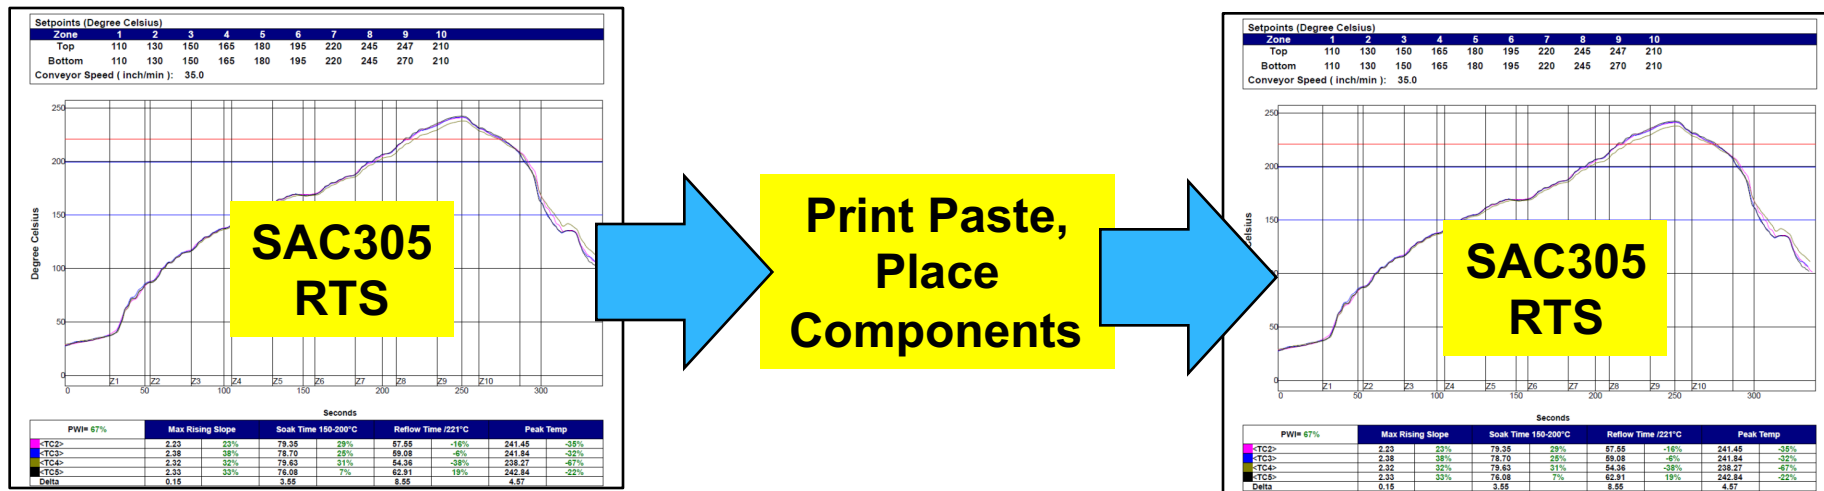 Setpoints (Degree Celsius)
Zone 1 2 3 4 5 6 7 8 9 10
Top 110 130 150 165 180 195 220 245 247 210
Bottom 110 130 150 165 180 195 220 245 270 210
Conveyor Speed ( inch/min ): 35.0
250
200
150
100
50
0
Degree Celsius
SAC305
RTS
Z1 Z2 Z3 Z4 Z5 Z6 Z7 Z8 Z9 Z10
0 50 100 150 200 250 300
Seconds
PWI= 67% Max Rising Slope Soak Time 150-200°C Reflow Time /221°C Peak Temp
<TC2> 2.23 23% 79.35 29% 57.55 -16% 241.45 -35%
<TC3> 2.38 38% 78.70 25% 59.08 -6% 241.84 -32%
<TC4> 2.32 32% 79.63 31% 54.36 -38% 238.27 -67%
<TC5> 2.33 33% 76.08 7% 62.91 19% 242.84 -22%
Delta 0.15 3.55 8.55 4.57
Print Paste,
Place
Components
Setpoints (Degree Celsius)
Zone 1 2 3 4 5 6 7 8 9 10
Top 110 130 150 165 180 195 220 245 247 210
Bottom 110 130 150 165 180 195 220 245 270 210
Conveyor Speed ( inch/min ): 35.0
250
200
150
100
50
0
Celsius
SAC305
RTS
Z1 Z2 Z3 Z4 Z5 Z6 Z7 Z8 Z9 Z10
0 50 100 150 200 250 300
Seconds
PWI= 67% Max Rising Slope Soak Time 150-200°C Reflow Time /221°C Peak Temp
<TC2> 2.23 23% 79.35 29% 57.55 -16% 241.45 -35%
<TC3> 2.38 38% 78.70 25% 59.08 -6% 241.84 -32%
<TC4> 2.32 32% 79.63 31% 54.36 -38% 238.27 -67%
<TC5> 2.33 33% 76.08 7% 62.91 19% 242.84 -22%
Delta 0.15 3.55 8.55 4.57